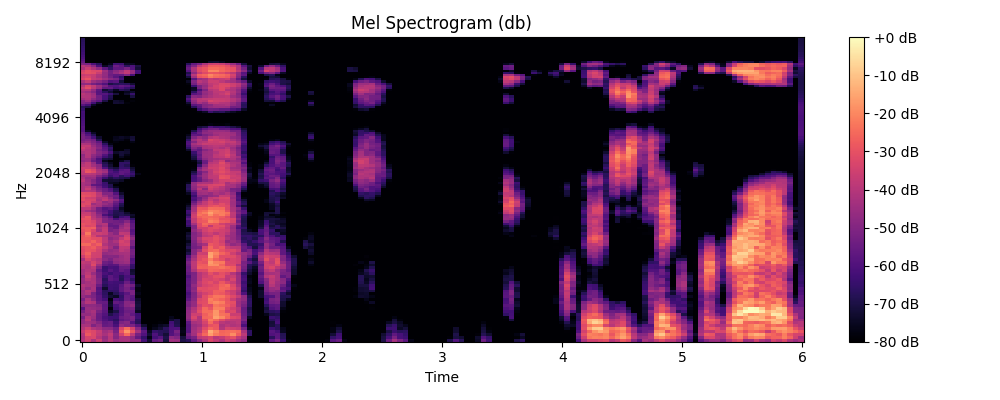 Mel Spectrogram (db)
8192
4096
2048
1024
512
0
Hz
0 1 2 3 4 5 6
Time
+0 dB
-10 dB
-20 dB
-30 dB
-40 dB
-50 dB
-60 dB
-70 dB
-80 dB